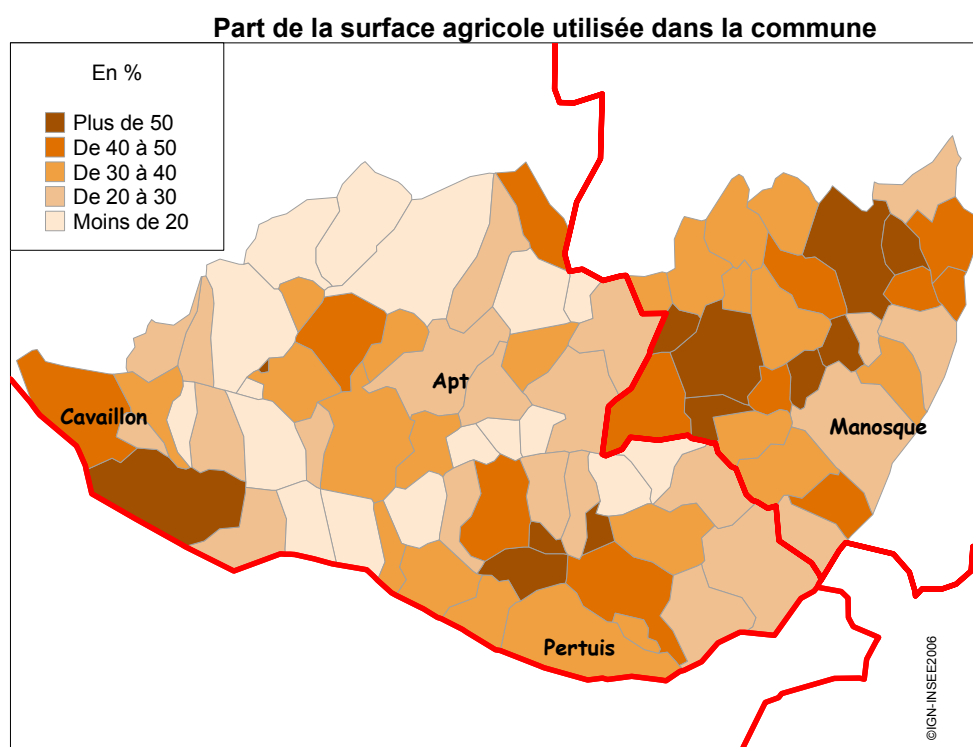 Part de la surface agricole utilisée dans la commune
En %
Plus de 50
De 40 à 50
De 30 à 40
De 20 à 30
Moins de 20
Apt
Cavaillon
Manosque
Pertuis
©IGN-INSEE2006